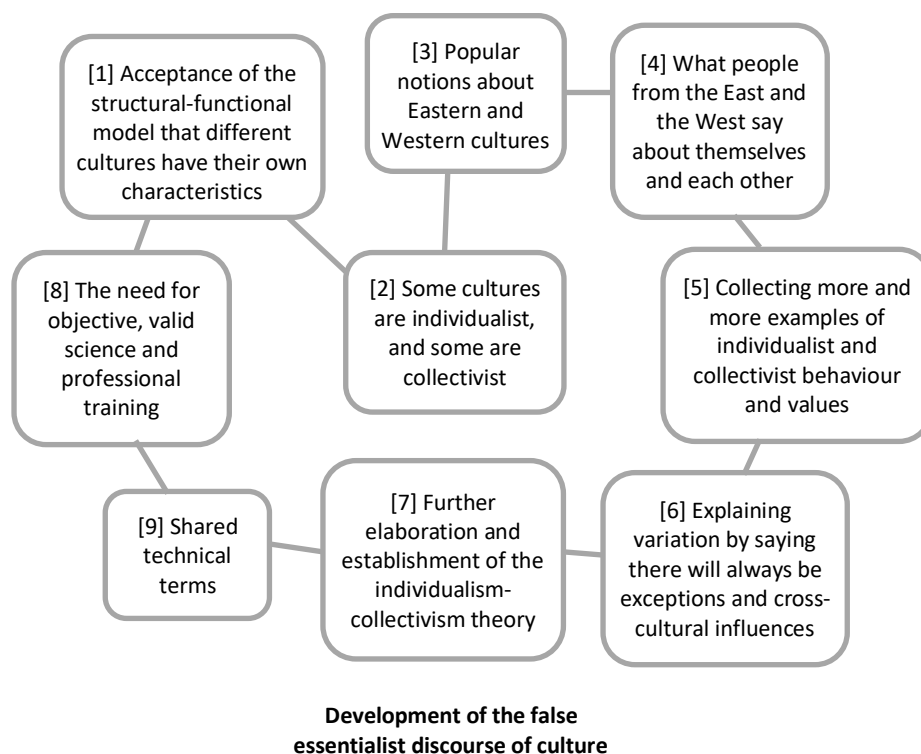 [1] Acceptance of the
structural-functional
model that different
cultures have their own
characteristics
[2] Some cultures
are individualist,
and some are
collectivist
[3] Popular
notions about
Eastern and
Western cultures
[4] What people
from the East and
the West say
about themselves
and each other
[5] Collecting more and
more examples of
individualist and
collectivist behaviour
and values
[6] Explaining
variation by saying
there will always be
exceptions and cross-
cultural influences
[7] Further
elaboration and
establishment of the
individualism-
collectivism theory
[8] The need for
objective, valid
science and
professional
training
[9] Shared
technical
terms
Development of the false
essentialist discourse of culture